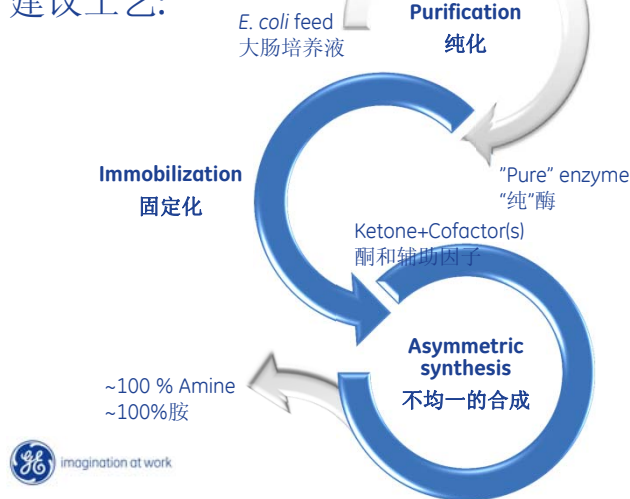 建议工艺:
E. coli feed
大肠培养液
Purification
纯化
Immobilization
固定化
"Pure" enzyme
“纯”酶
Ketone+Cofactor(s)
酮和辅助因子
Asymmetric
synthesis
不均一的合成
~100 % Amine
~100%胺
GE imagination at work